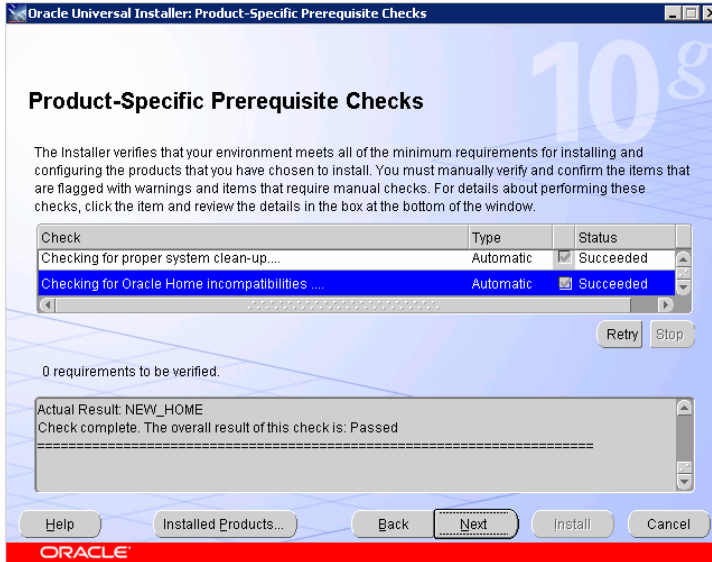 Oracle Universal Installer: Product-Specific Prerequisite Checks
10g
Product-Specific Prerequisite Checks
The Installer verifies that your environment meets all of the minimum requirements for installing and
configuring the products that you have chosen to install. You must manually verify and confirm the items that
are flagged with warnings and items that require manual checks. For details about performing these
checks, click the item and review the details in the box at the bottom of the window.
Check Type Status
Checking for proper system clean-up.... Automatic Succeeded
Checking for Oracle Home incompatibilities .... Automatic Succeeded
Retry Stop
0 requirements to be verified.
Actual Result: NEW_HOME
Check complete. The overall result of this check is: Passed
========================================================================
Help Installed Products... Back Next Install Cancel
ORACLE